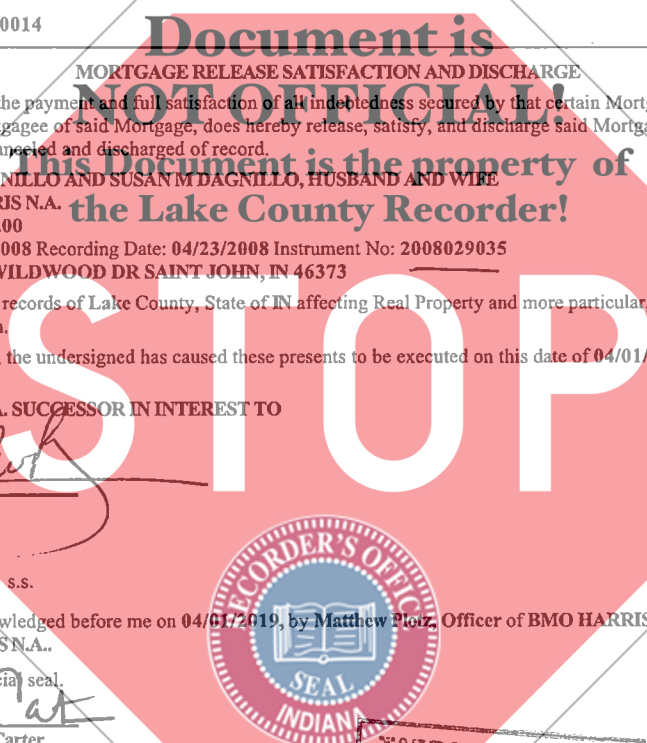 0014
Document is
MORTGAGE RELEASE SATISFACTION AND DISCHARGE
NOT OFFICIAL!
the payment and full satisfaction of all indebtedness secured by that certain Mort
gagee of said Mortgage, does hereby release, satisfy, and discharge said Mortga
nceled and discharged of record.
This Document is the property of
NILLO AND SUSAN M DAGNILLO, HUSBAND AND WIFE
RIS N.A.
the Lake County Recorder!
.00
008 Recording Date: 04/23/2008 Instrument No: 2008029035
WILDWOOD DR SAINT JOHN, IN 46373
records of Lake County, State of IN affecting Real Property and more particular
n.
, the undersigned has caused these presents to be executed on this date of 04/01/
STOP
A. SUCCESSOR IN INTEREST TO
s.s.
RECORDER'S OFFICE
wledged before me on 04/01/2019, by Matthew Plotz, Officer of BMO HARRIS
S N.A..
cial seal.
SEAL
INDIANA
Carter